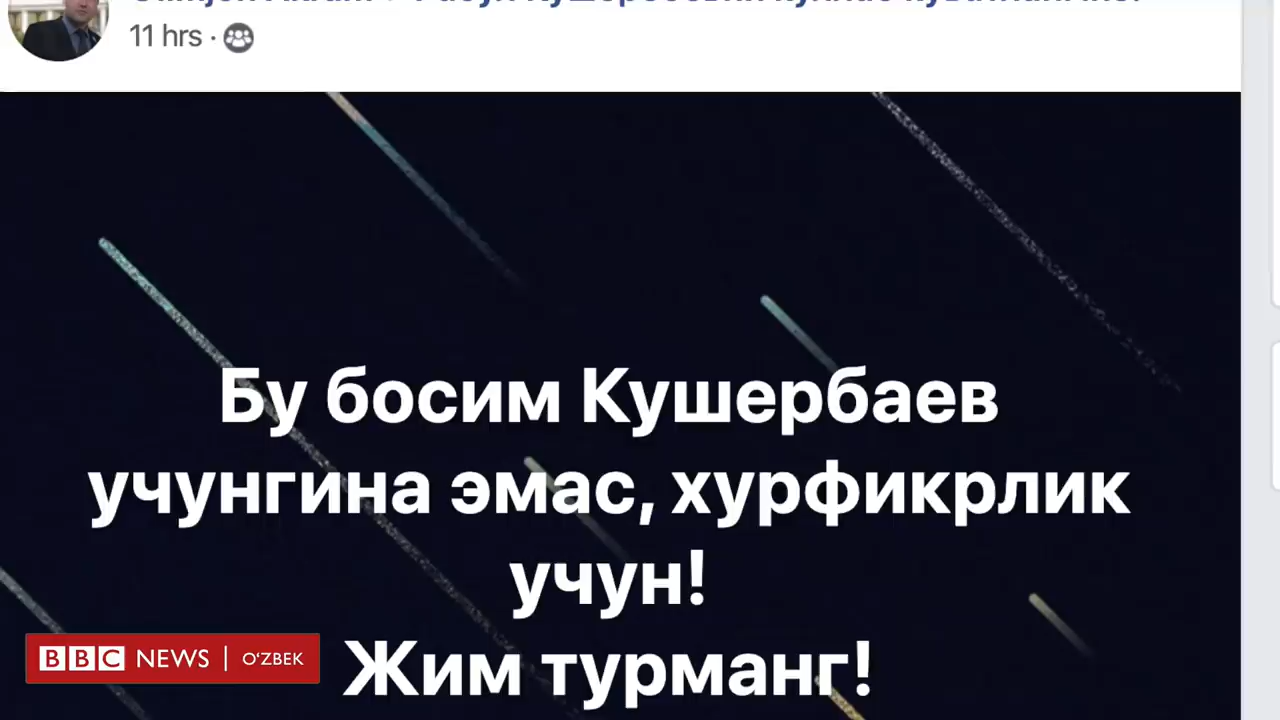 11 hrs ·
Бу босим Кушербаев
учунгина эмас, хурфикрлик
учун!
Жим турманг!
BBC NEWS | O‘ZBEK